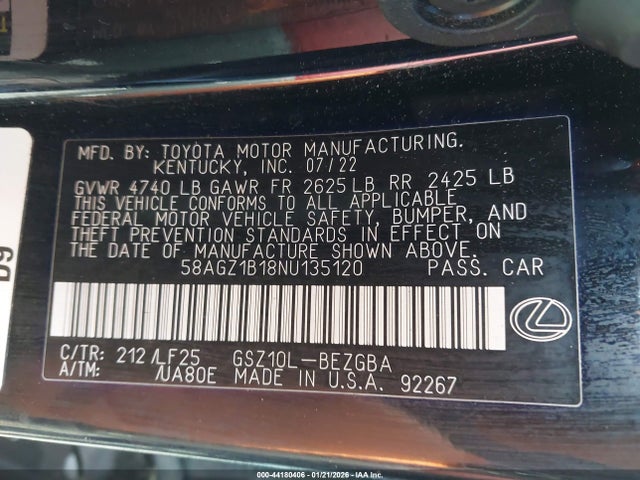 MFD. BY: TOYOTA MOTOR MANUFACTURING.
KENTUCKY, INC. 07/22
GVWR 4740 LB GAWR FR 2625 LB RR 2425 LB
THIS VEHICLE CONFORMS TO ALL APPLICABLE
FEDERAL MOTOR VEHICLE SAFETY, BUMPER, AND
THEFT PREVENTION STANDARDS IN EFFECT ON
THE DATE OF MANUFACTURE SHOWN ABOVE.
58AGZ1B18NU135120 PASS. CAR
C/TR: 212 /LF25 GSZ10L-BEZGBA
A/TM: /UA80E MADE IN U.S.A. 92267
D9
000-44180406 - 01/21/2026 - IAA Inc.